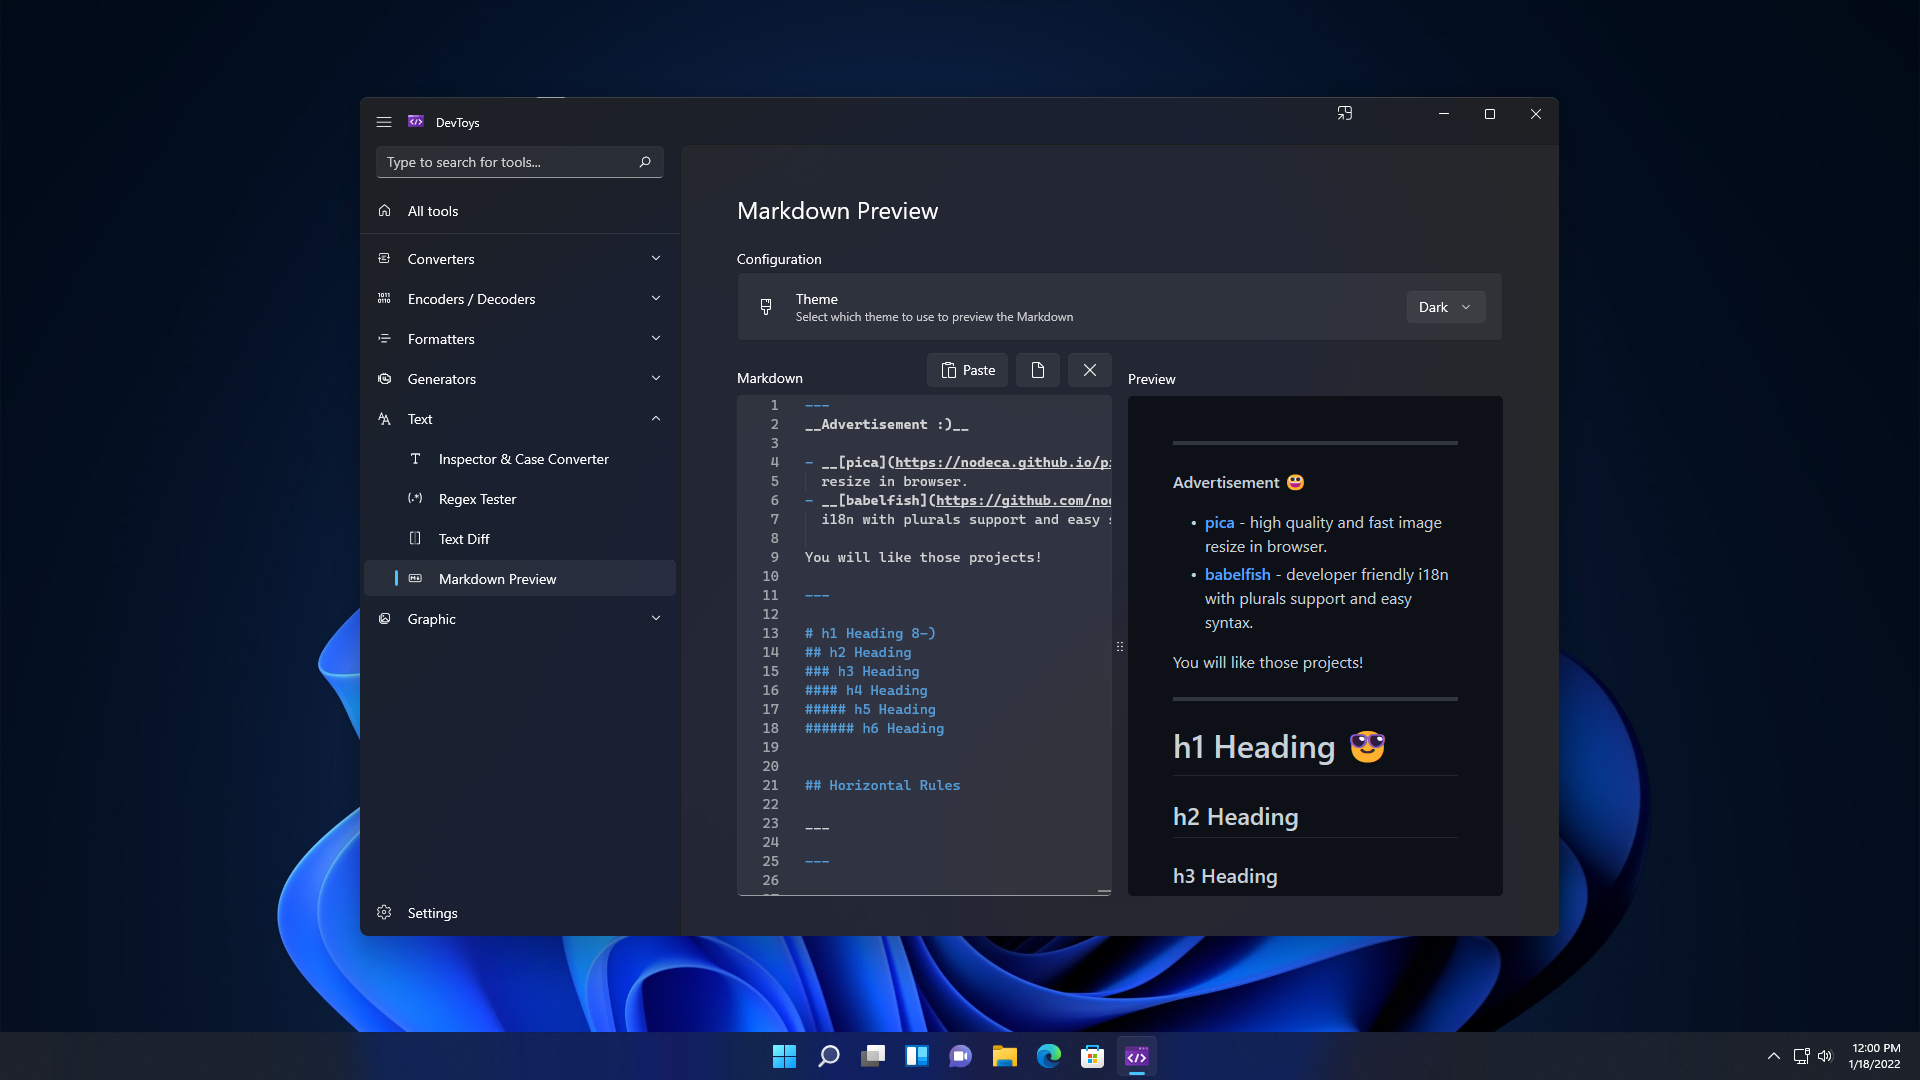 DevToys
Type to search for tools...
All tools
Converters
Encoders / Decoders
Formatters
Generators
Text
Inspector & Case Converter
Regex Tester
Text Diff
Markdown Preview
Graphic
Settings
Markdown Preview
Configuration
Theme
Select which theme to use to preview the Markdown
Dark
Markdown
Paste
1 ---
2 __Advertisement :)__
3
4 - __[pica](https://nodeca.github.io/pi
5 resize in browser.
6 - __[babelfish](https://github.com/no
7 i18n with plurals support and easy
8
9 You will like those projects!
10
11 ---
12
13 # h1 Heading 8-)
14 ## h2 Heading
15 ### h3 Heading
16 #### h4 Heading
17 ##### h5 Heading
18 ###### h6 Heading
19
20
21 ## Horizontal Rules
22
23 ___
24
25 ---
26
Preview
Advertisement 😃
• pica - high quality and fast image
resize in browser.
• babelfish - developer friendly i18n
with plurals support and easy
syntax.
You will like those projects!
h1 Heading 😎
h2 Heading
h3 Heading
12:00 PM
1/18/2022